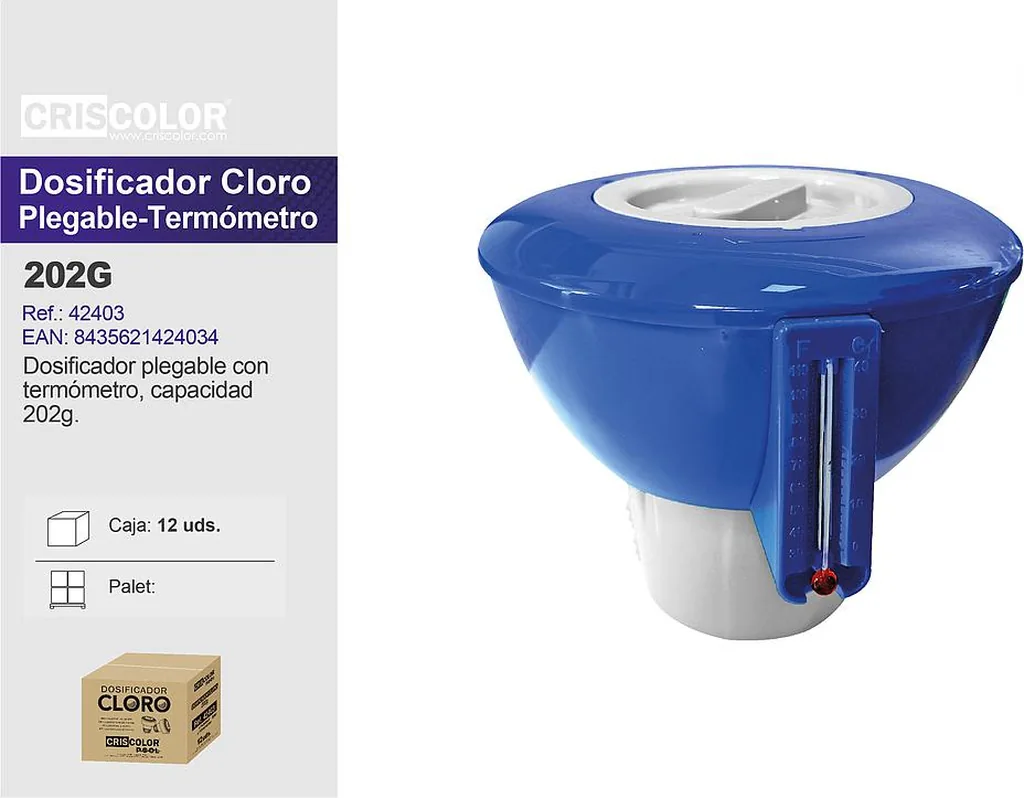 CRISCOLOR
www.criscolor.com
Dosificador Cloro
Plegable-Termómetro
202G
Ref.: 42403
EAN: 8435621424034
Dosificador plegable con
termómetro, capacidad
202g.
Caja: 12 uds.
Palet:
DOSIFICADOR
CLORO
CRISCOLOR
CRISCOLOR
F